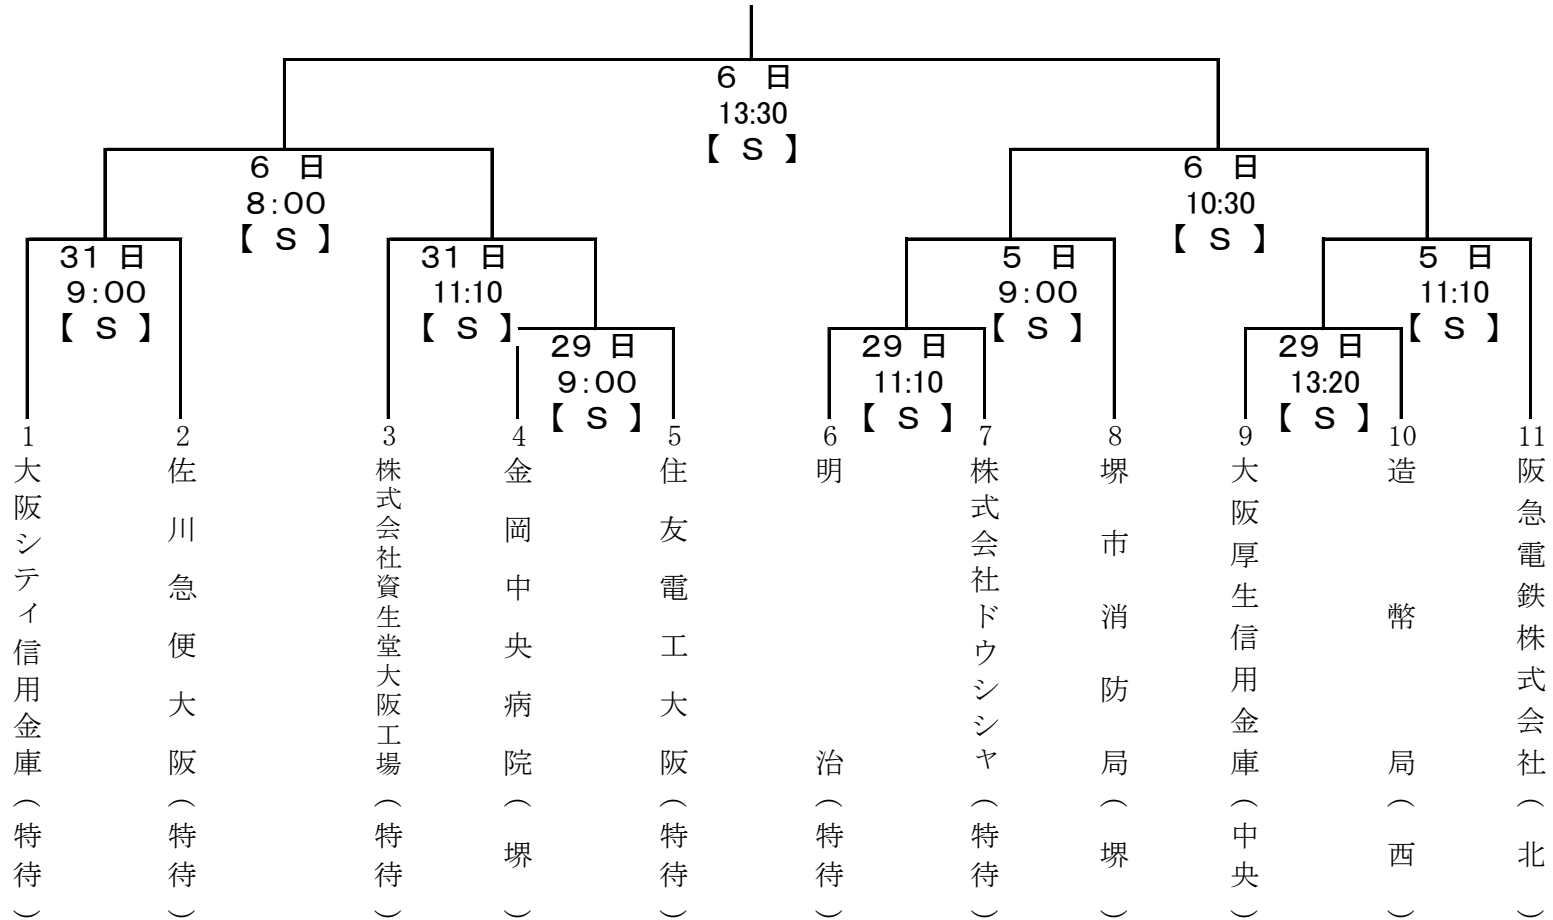 ６　日
13:30
【 Ｓ 】
６　日
８:００
【 Ｓ 】
６　日
10:30
【 Ｓ 】
３１ 日
９:００
【 Ｓ 】
３１ 日
11:10
【 Ｓ 】
５　日
９:００
【 Ｓ 】
５　日
11:10
【 Ｓ 】
２９ 日
９:００
【 Ｓ 】
２９ 日
11:10
【 Ｓ 】
２９ 日
13:20
【 Ｓ 】
1
大阪シティ信用金庫（特待）
2
佐川急便大阪（特待）
3
株式会社資生堂大阪工場（特待）
4
金岡中央病院（堺）
5
住友電工大阪（特待）
6
明治（特待）
7
株式会社ドウシシャ（特待）
8
堺市消防局（堺）
9
大阪厚生信用金庫（中央）
10
造幣局（西）
11
阪急電鉄株式会社（北）